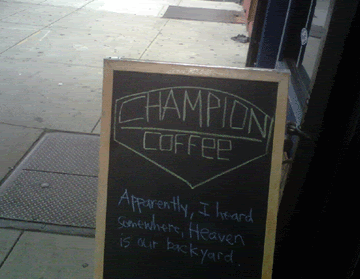 CHAMPION
COFFEE
Apparently, I heard
somewhere, Heaven
is our backyard.